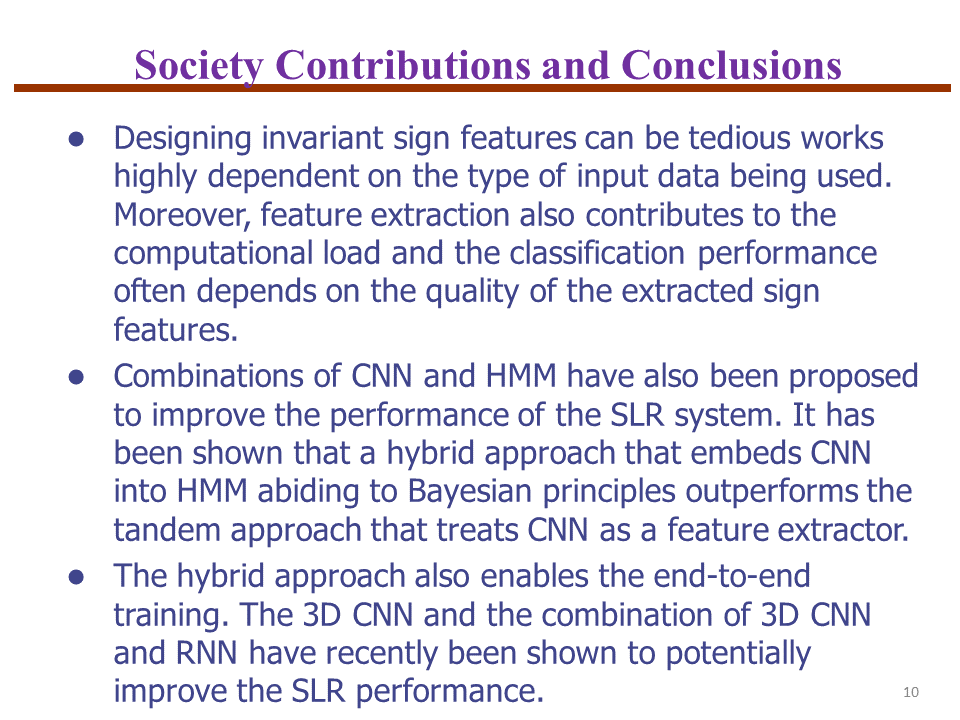 Society Contributions and Conclusions
● Designing invariant sign features can be tedious works
highly dependent on the type of input data being used.
Moreover, feature extraction also contributes to the
computational load and the classification performance
often depends on the quality of the extracted sign
features.
● Combinations of CNN and HMM have also been proposed
to improve the performance of the SLR system. It has
been shown that a hybrid approach that embeds CNN
into HMM abiding to Bayesian principles outperforms the
tandem approach that treats CNN as a feature extractor.
● The hybrid approach also enables the end-to-end
training. The 3D CNN and the combination of 3D CNN
and RNN have recently been shown to potentially
improve the SLR performance.
10